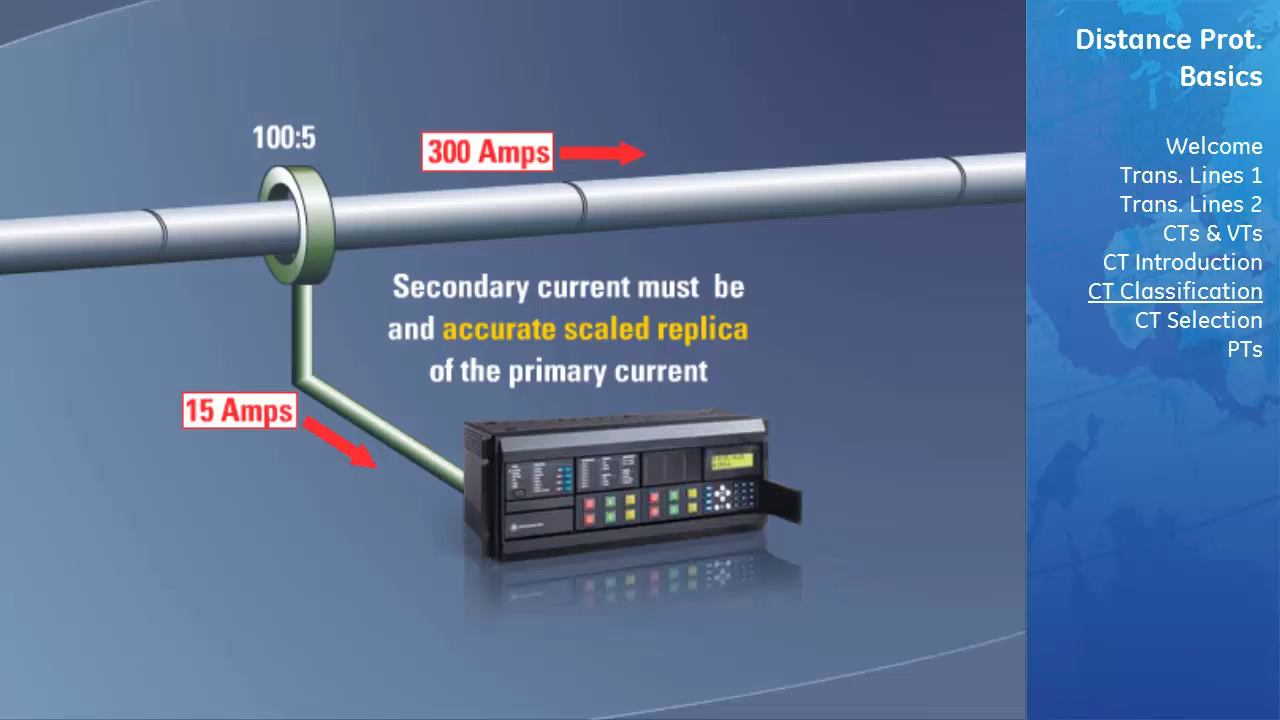 100:5
300 Amps
Secondary current must be
and accurate scaled replica
of the primary current
15 Amps
Distance Prot.
Basics
Welcome
Trans. Lines 1
Trans. Lines 2
CTs & VTs
CT Introduction
CT Classification
CT Selection
PTs